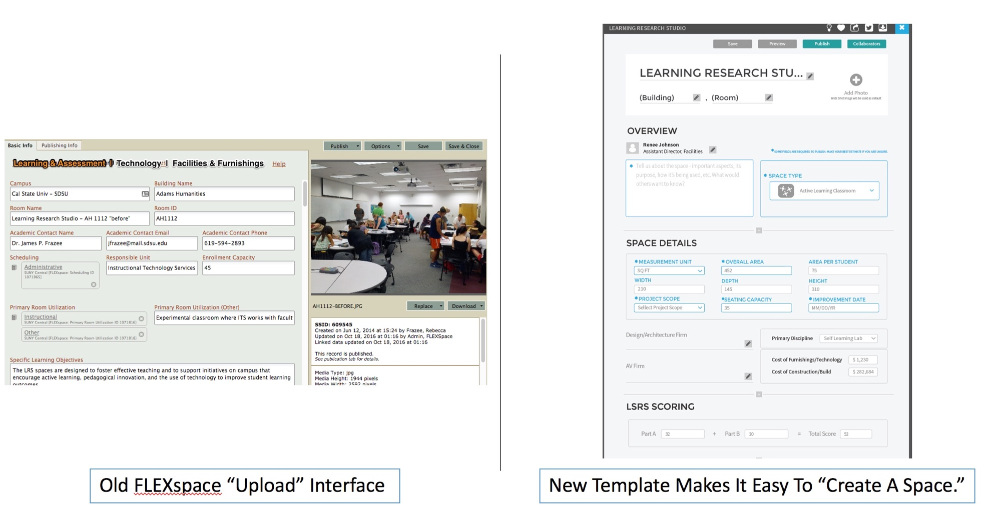 Basic Info
Publishing Info
Publish
Options
Save
Save & Close
Learning & Assessment | Technology | Facilities & Furnishings
Help
Campus
Building Name
Cal State Univ – SDSU
Adams Humanities
Room Name
Room ID
Learning Research Studio – AH 1112 "before"
AH1112
Academic Contact Name
Academic Contact Email
Academic Contact Phone
Dr. James P. Frazee
jfrazee@mail.sdsu.edu
619-594-2893
Scheduling
Responsible Unit
Enrollment Capacity
Administrative
SUNY Central [FLEXspace: Scheduling ID
1071965]
Instructional Technology Services
45
Primary Room Utilization
Primary Room Utilization (Other)
Instructional
SUNY Central [FLEXspace: Primary Room Utilization ID 1071816]
Other
SUNY Central [FLEXspace: Primary Room Utilization ID 1071818]
Experimental classroom where ITS works with facult
Specific Learning Objectives
The LRS spaces are designed to foster effective teaching and to support initiatives on campus that
encourage active learning, pedagogical innovation, and the use of technology to improve student learning
outcomes
AH1112-BEFORE.JPG
Replace
Download
SSID: 609545
Created on Jun 12, 2014 at 15:24 by Frazee, Rebecca
Updated on Oct 18, 2016 at 01:16 by Admin, FLEXSpace
Linked data updated on Oct 18, 2016 at 01:16
This record is published.
See publication tab for details.
Media Type: jpg
Media Height: 1944 pixels
Media Width: 2592 pixels
Old FLEXspace “Upload” Interface
LEARNING RESEARCH STUDIO
Save
Preview
Publish
Collaborators
LEARNING RESEARCH STU...
(Building) , (Room)
Add Photo
Wide Shot image will be used as default
OVERVIEW
Renee Johnson
Assistant Director, Facilities
*SOME FIELDS ARE REQUIRED TO PUBLISH. MAKE YOUR BEST ESTIMATE IF YOU ARE UNSURE.
* Tell us about the space - important aspects, its
purpose, how it's being used, etc. What would
others want to know?
* SPACE TYPE
Active Learning Classroom
SPACE DETAILS
* MEASUREMENT UNIT
* OVERALL AREA
AREA PER STUDENT
SQ FT
452
75
WIDTH
DEPTH
HEIGHT
210
145
310
* PROJECT SCOPE
*SEATING CAPACITY
* IMPROVEMENT DATE
Sellect Project Scope
35
MM/DD/YR
Design/Architecture Firm
AV Firm
Primary Discipline
Self Learning Lab
Cost of Furnishings/Technology
$ 1,230
Cost of Construction/Build
$ 282,684
LSRS SCORING
Part A 32 + Part B 20 = Total Score 52
New Template Makes It Easy To “Create A Space.”